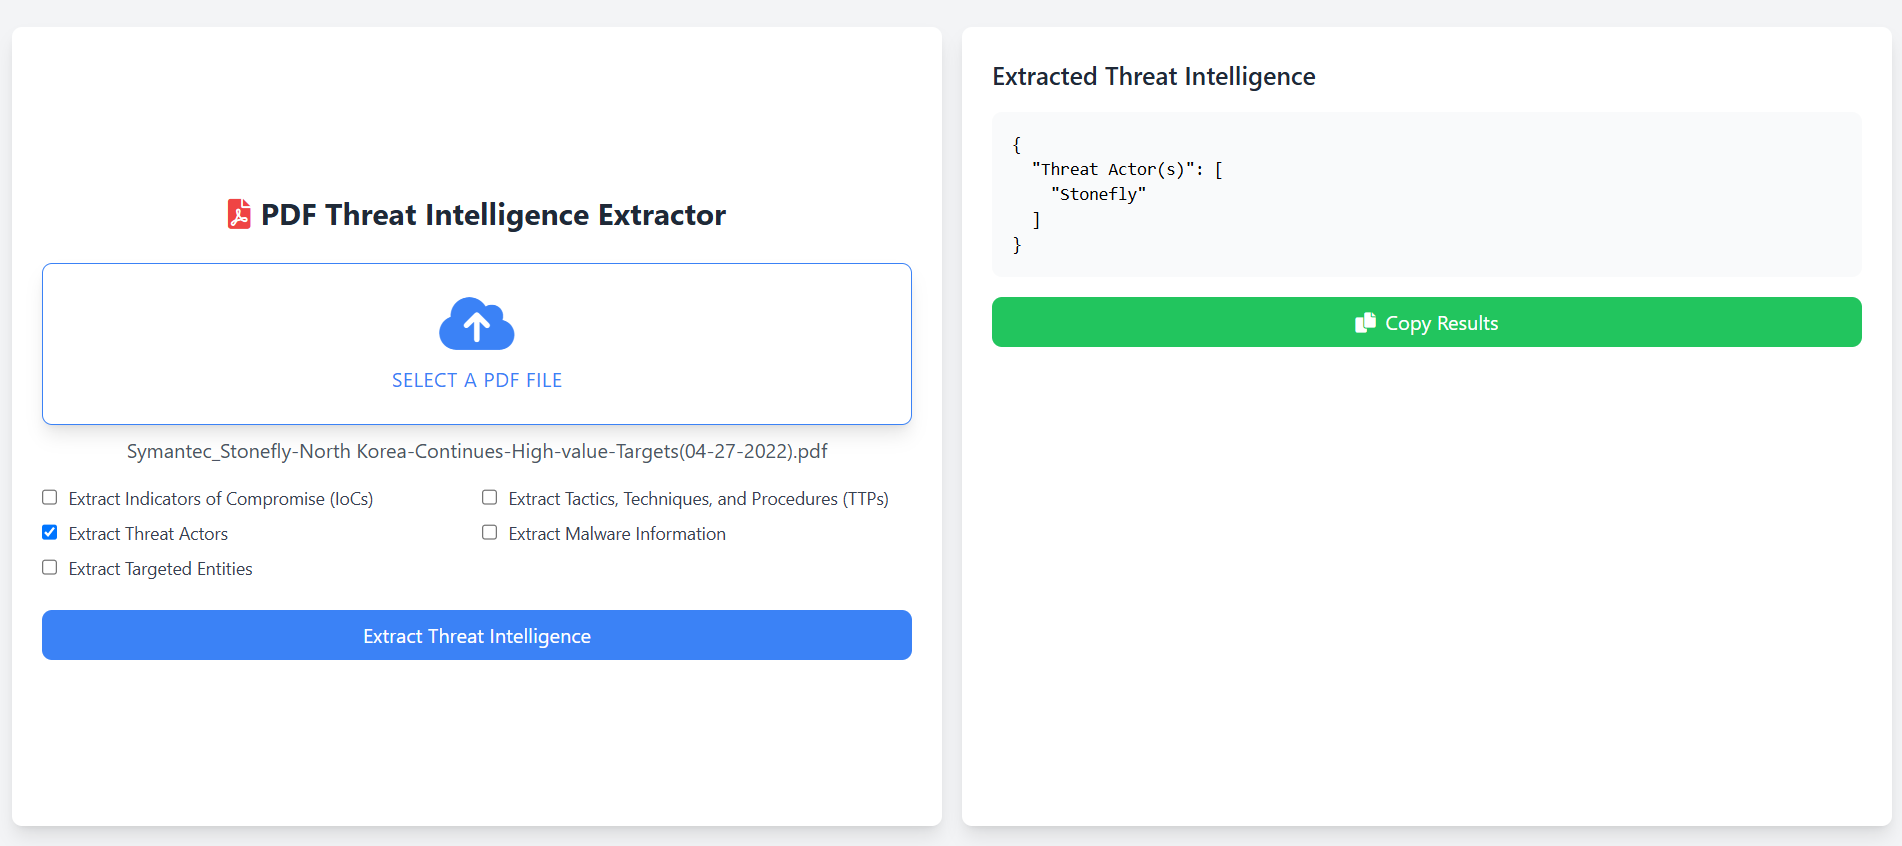 PDF Threat Intelligence Extractor
SELECT A PDF FILE
Symantec_Stonefly-North Korea-Continues-High-value-Targets(04-27-2022).pdf
Extract Indicators of Compromise (IoCs)
Extract Tactics, Techniques, and Procedures (TTPs)
Extract Threat Actors
Extract Malware Information
Extract Targeted Entities
Extract Threat Intelligence
Extracted Threat Intelligence
{
"Threat Actor(s)": [
"Stonefly"
]
}
Copy Results